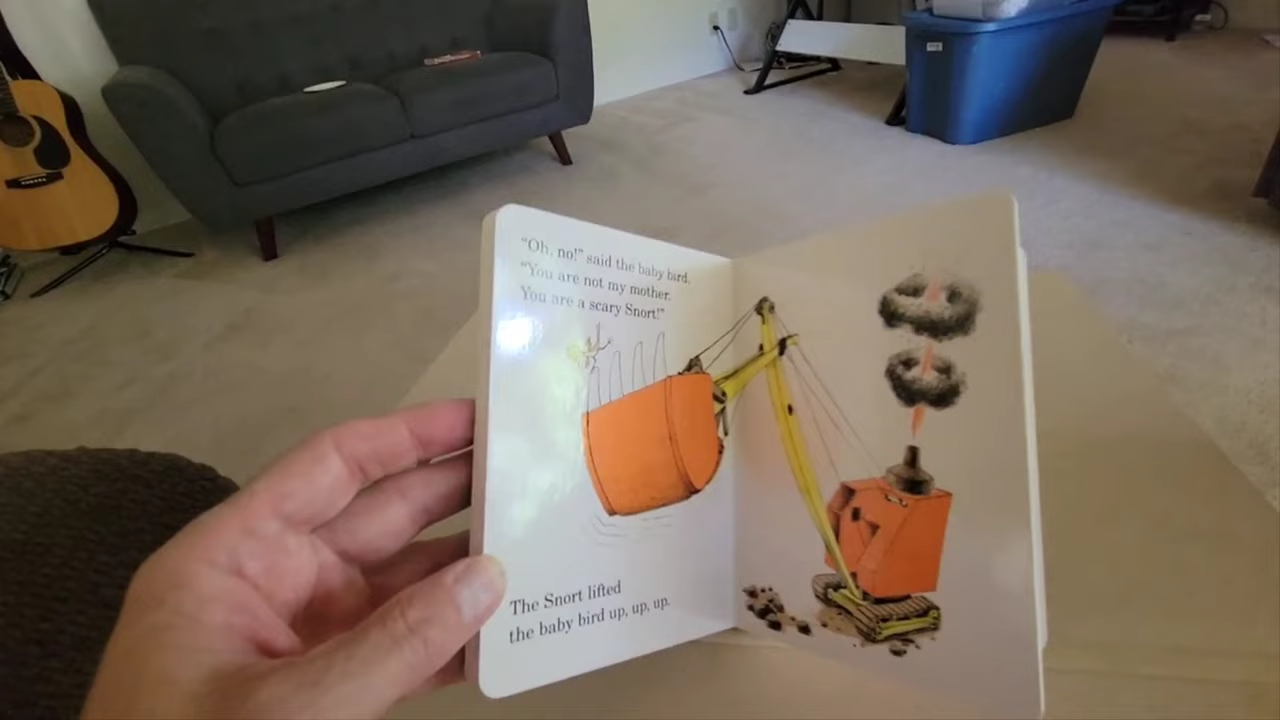 “Oh, no!” said the baby bird.
“You are not my mother.
You are a scary Snort!”
The Snort lifted
the baby bird up, up, up.